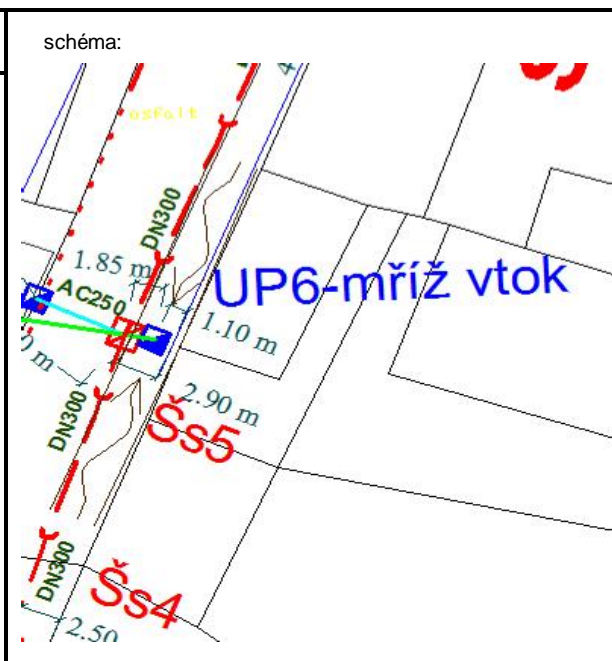 schéma:
asfalt
DN300
1.85 m
AC250
UP6-mříž vtok
1.10 m
0 m
2.90 m
DN300
Šs5
DN300
Šs4
2.50